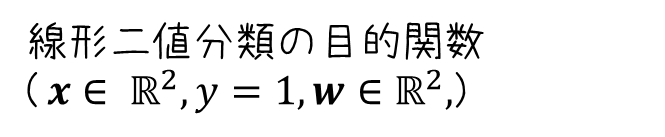 線形二値分類の目的関数
( 𝒙 ∈ ℝ², 𝑦 = 1, 𝒘 ∈ ℝ²,)